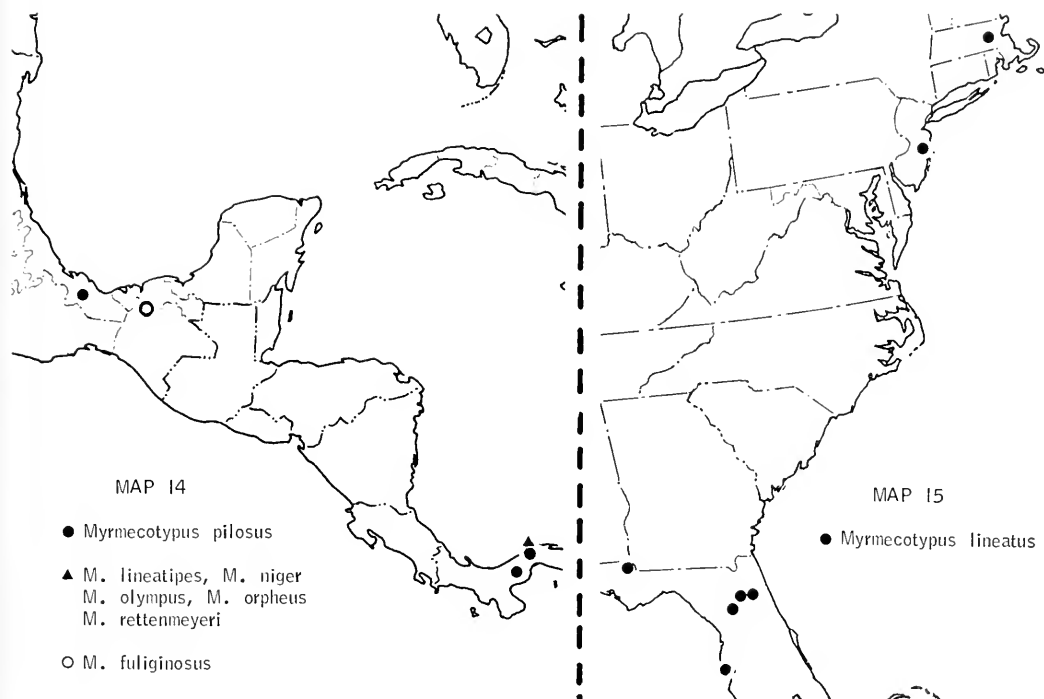 MAP 14
● Myrmecotypus pilosus
▲ M. lineatipes, M. niger
M. olympus, M. orpheus
M. rettenmeyeri
○ M. fuliginosus
MAP 15
● Myrmecotypus lineatus